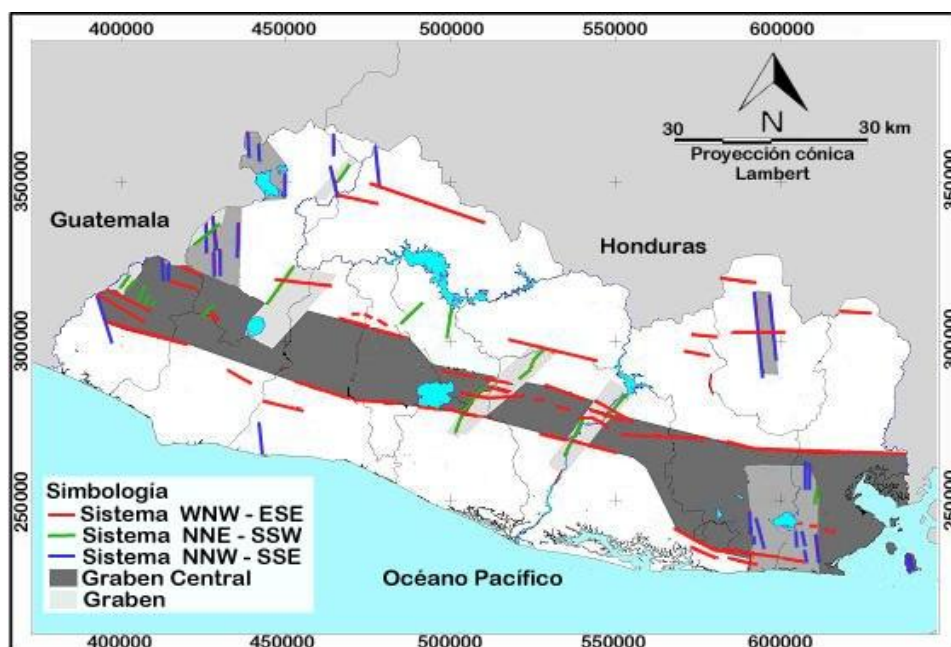 400000 450000 500000 550000 600000
350000
300000
250000
350000
300000
250000
N
30 30 km
Proyección cónica
Lambert
Guatemala
Honduras
Océano Pacífico
Simbología
Sistema WNW - ESE
Sistema NNE - SSW
Sistema NNW - SSE
Graben Central
Graben
400000 450000 500000 550000 600000